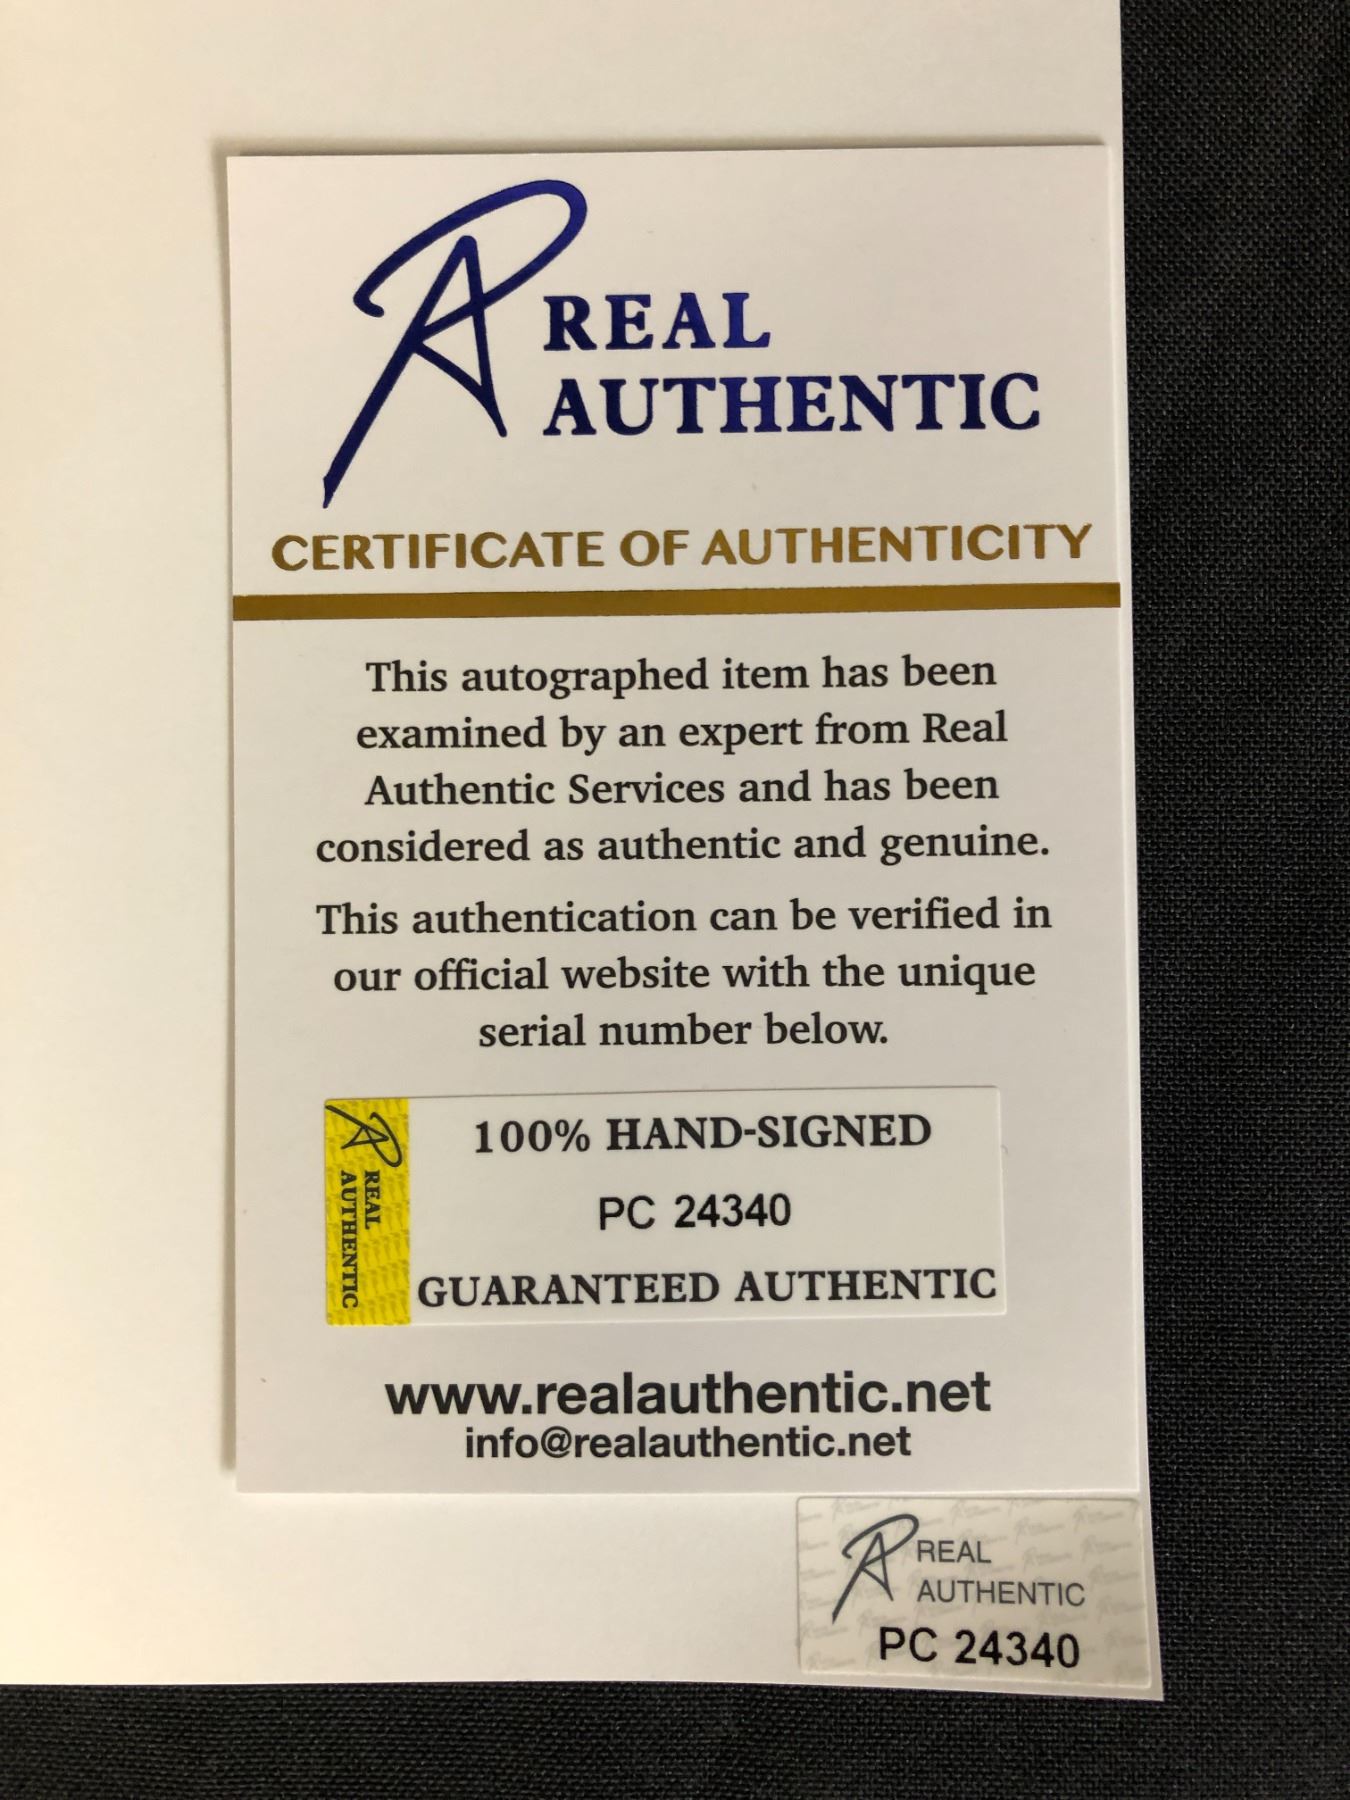 REAL
AUTHENTIC
CERTIFICATE OF AUTHENTICITY
This autographed item has been
examined by an expert from Real
Authentic Services and has been
considered as authentic and genuine.
This authentication can be verified in
our official website with the unique
serial number below.
REAL
AUTHENTIC
100% HAND-SIGNED
PC 24340
GUARANTEED AUTHENTIC
www.realauthentic.net
info@realauthentic.net
REAL
AUTHENTIC
PC 24340